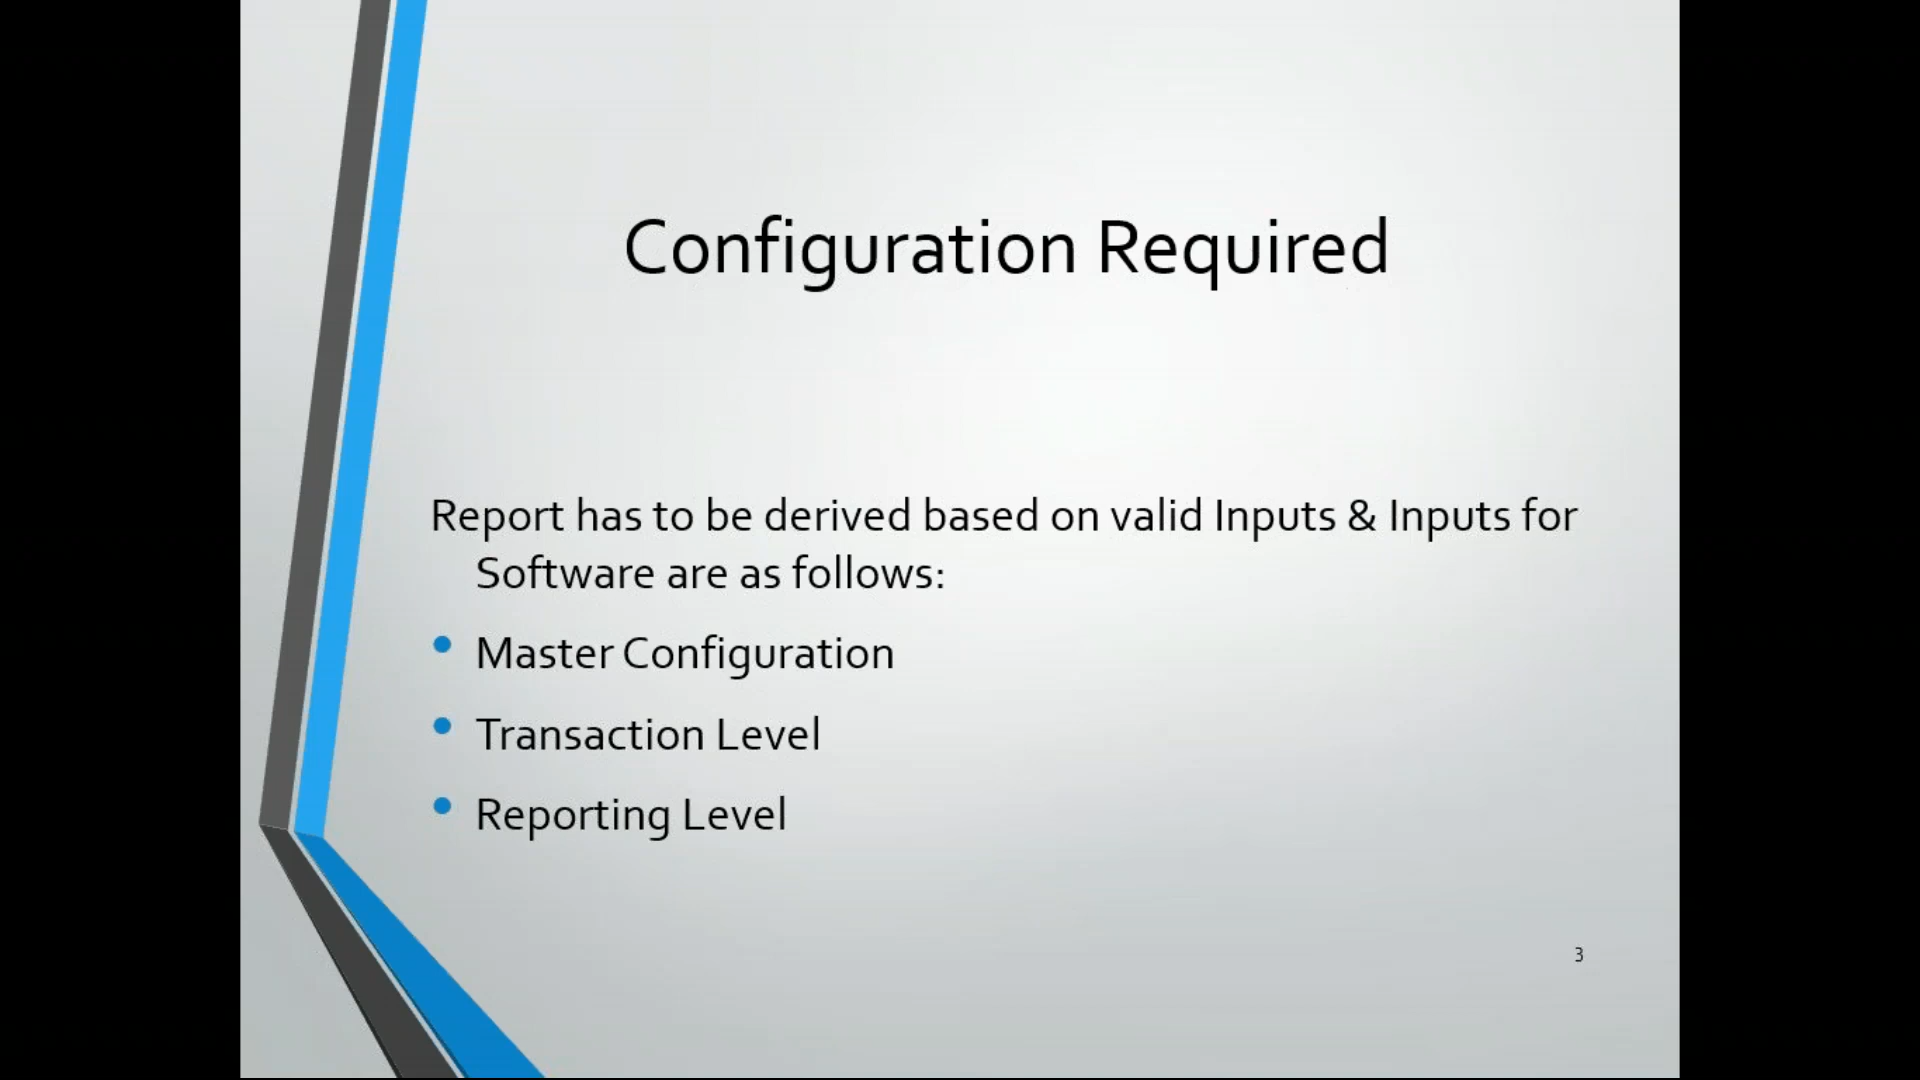 Configuration Required
Report has to be derived based on valid Inputs & Inputs for
Software are as follows:
• Master Configuration
• Transaction Level
• Reporting Level
3